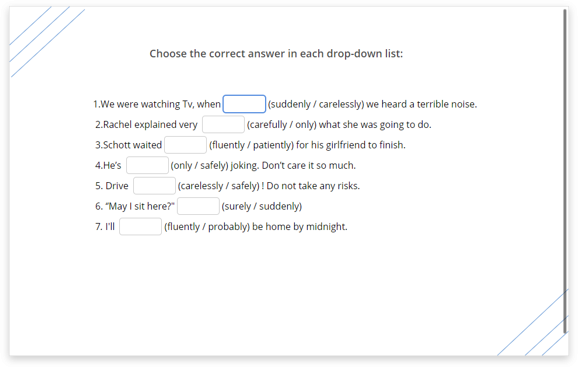 Choose the correct answer in each drop-down list:
1.We were watching Tv, when (suddenly / carelessly) we heard a terrible noise.
2.Rachel explained very (carefully / only) what she was going to do.
3.Schott waited (fluently / patiently) for his girlfriend to finish.
4.He's (only / safely) joking. Don't care it so much.
5. Drive (carelessly / safely) ! Do not take any risks.
6. "May I sit here?" (surely / suddenly)
7. I'll (fluently / probably) be home by midnight.